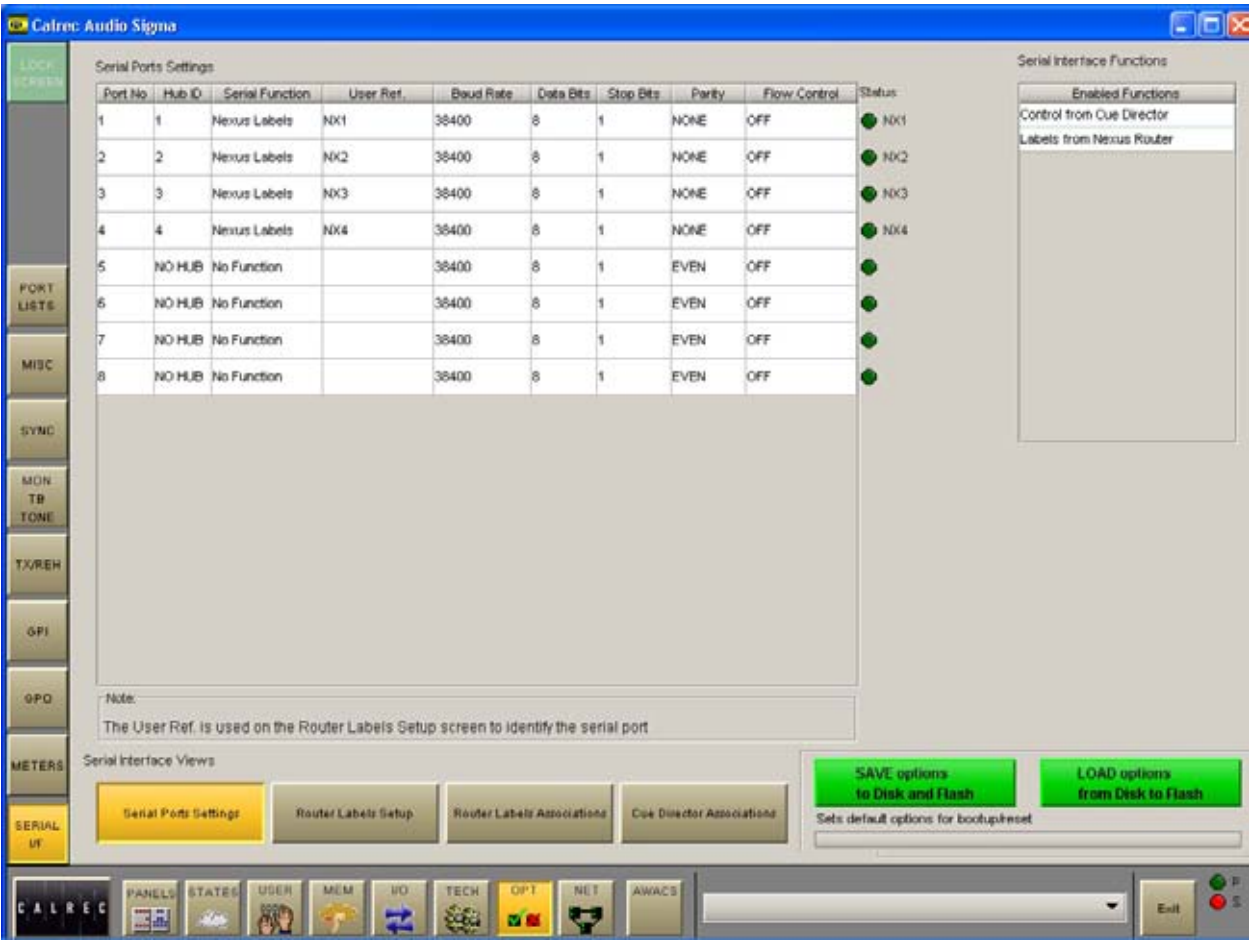 Calrec Audio Sigma
LOCK SCREEN
Serial Ports Settings
Serial Interface Functions
Port No Hub ID Serial Function User Ref. Baud Rate Data Bits Stop Bits Parity Flow Control Status
1 1 Nexus Labels NX1 38400 8 1 NONE OFF NX1
2 2 Nexus Labels NX2 38400 8 1 NONE OFF NX2
3 3 Nexus Labels NX3 38400 8 1 NONE OFF NX3
4 4 Nexus Labels NX4 38400 8 1 NONE OFF NX4
5 NO HUB No Function 38400 8 1 EVEN OFF
6 NO HUB No Function 38400 8 1 EVEN OFF
7 NO HUB No Function 38400 8 1 EVEN OFF
8 NO HUB No Function 38400 8 1 EVEN OFF
Enabled Functions
Control from Cue Director
Labels from Nexus Router
PORT
LISTS
MISC
SYNC
MON
TB
TONE
TX/REH
GPI
GPO
METERS
SERIAL
I/F
Note:
The User Ref. is used on the Router Labels Setup screen to identify the serial port
Serial Interface Views
Serial Ports Settings Router Labels Setup Router Labels Associations Cue Director Associations
SAVE options
to Disk and Flash
LOAD options
from Disk to Flash
Sets default options for bootup/reset
CALREC PANELS STATES USER MEM I/O TECH OPT NET AWACS Exit
P
S